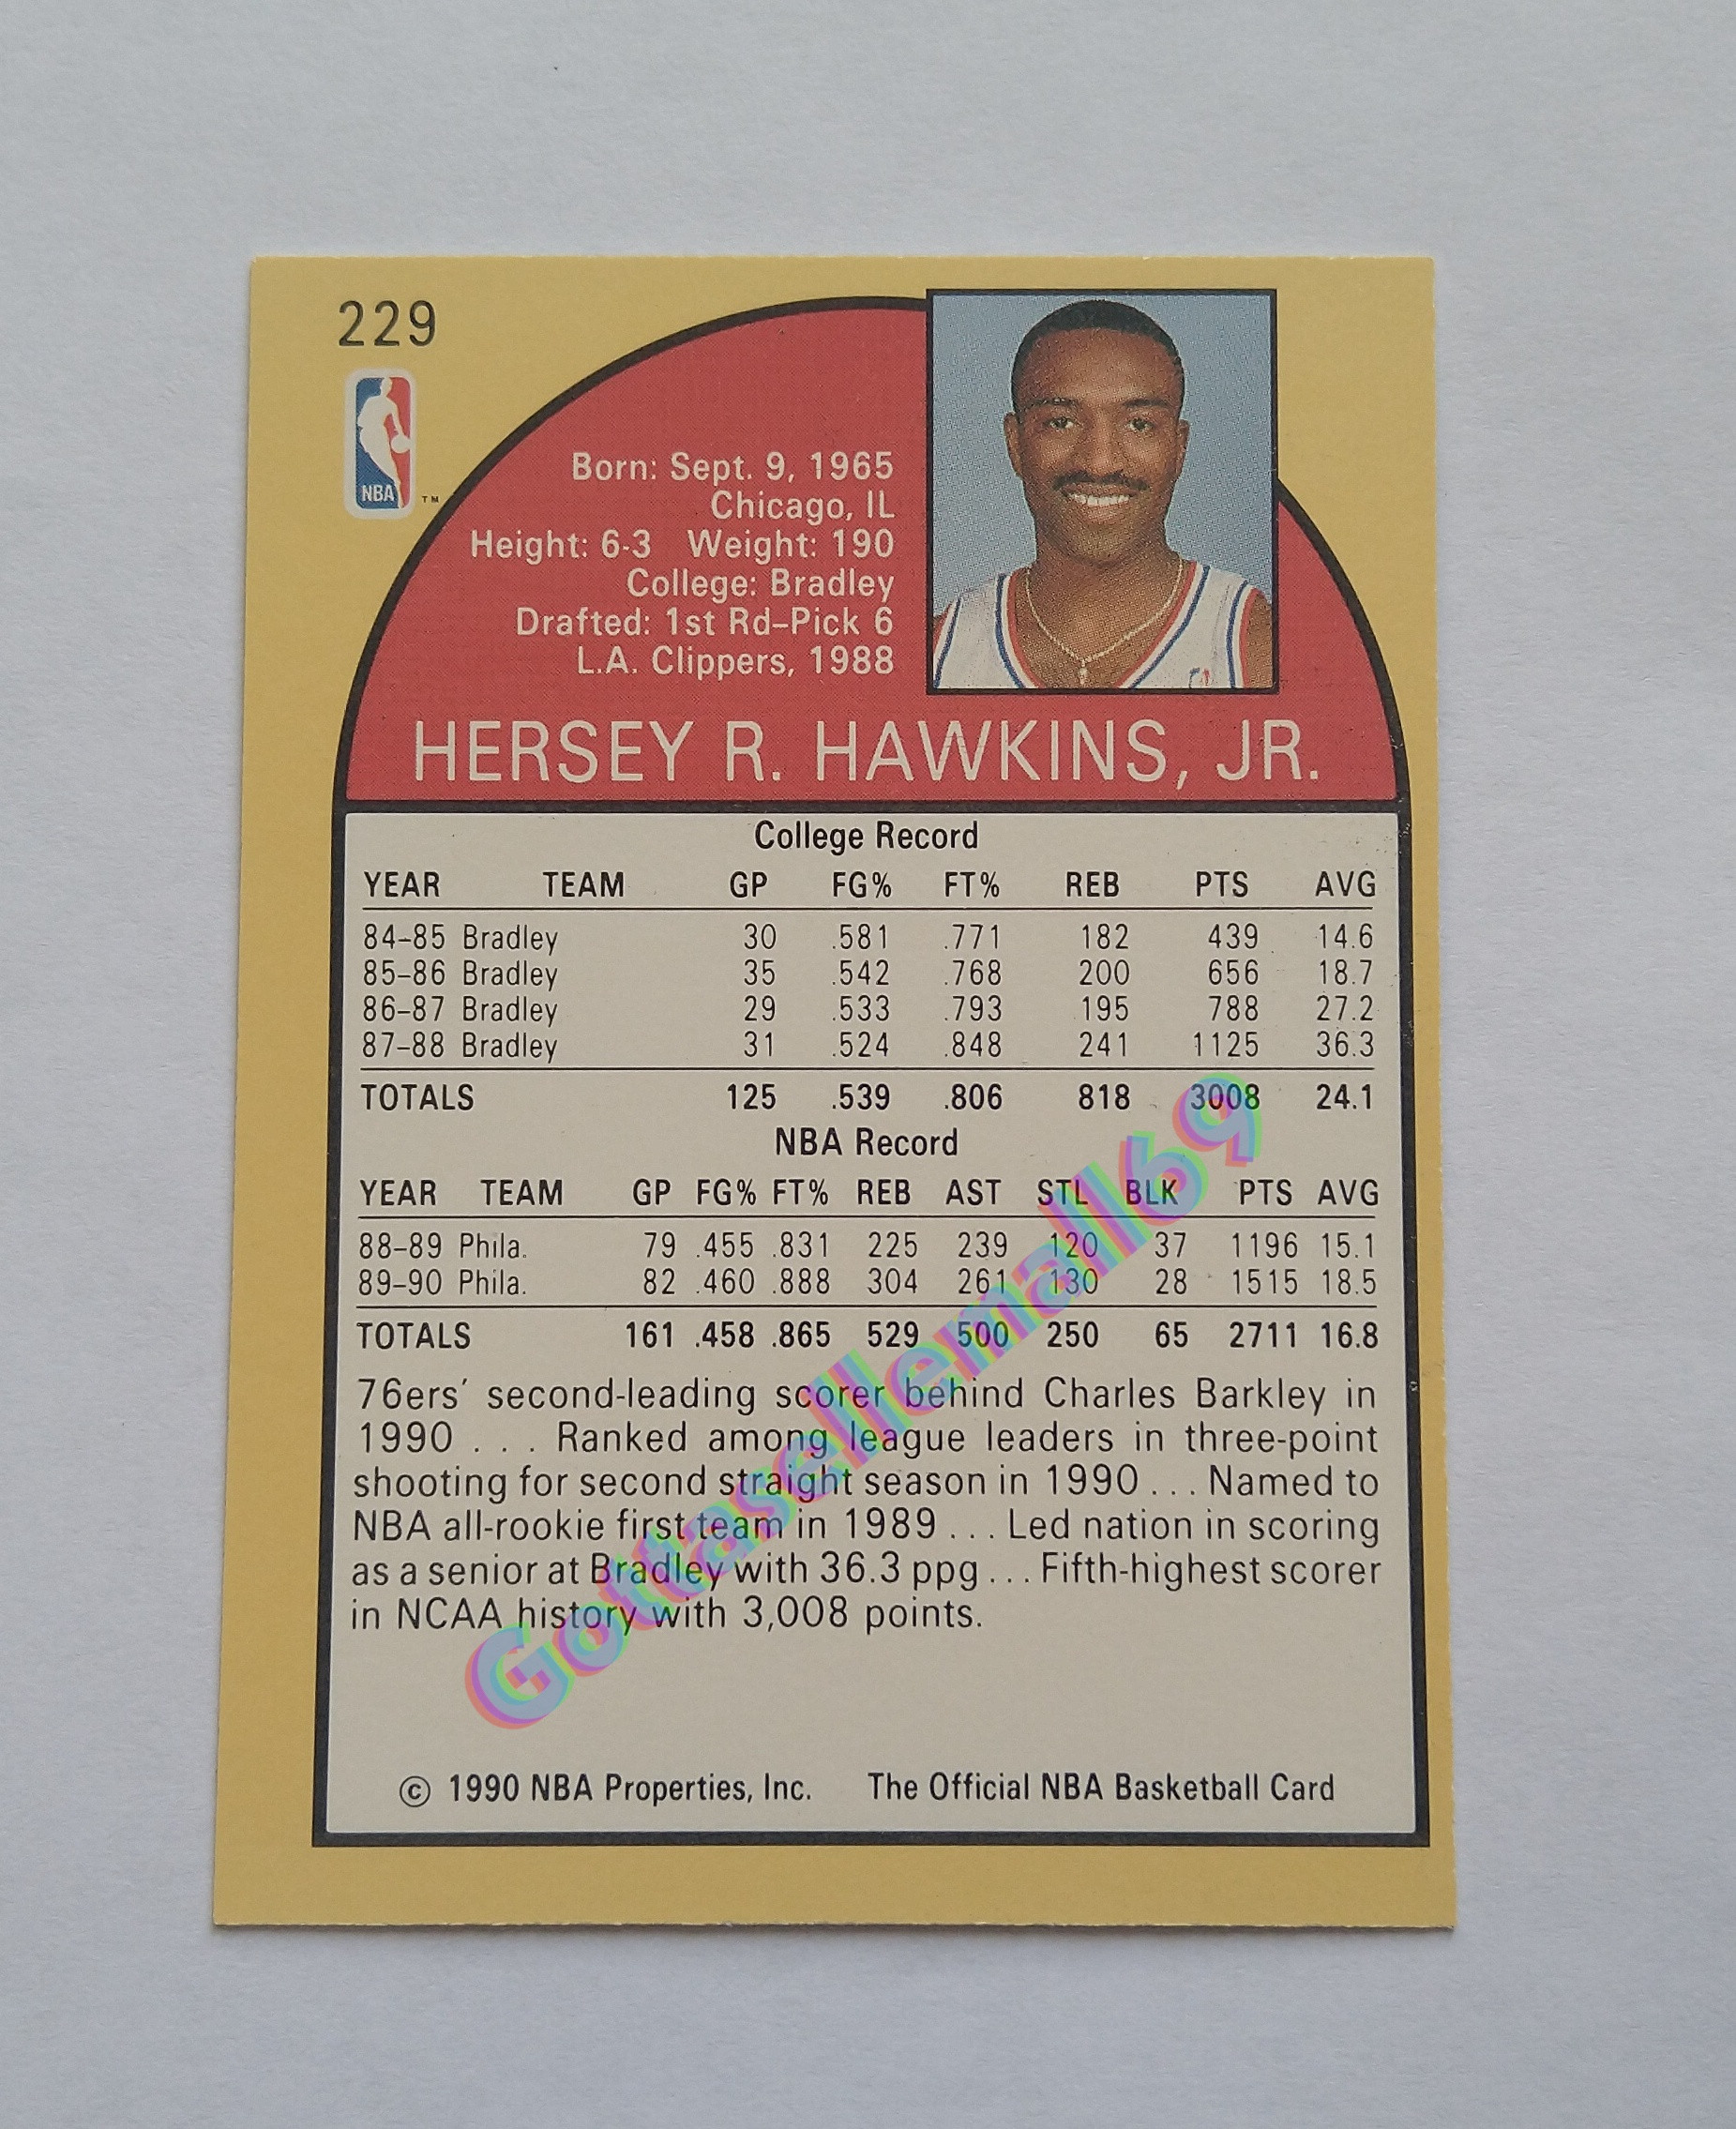 229
NBA
TM
Born: Sept. 9, 1965
Chicago, IL
Height: 6-3 Weight: 190
College: Bradley
Drafted: 1st Rd–Pick 6
L.A. Clippers, 1988
HERSEY R. HAWKINS, JR.
College Record
YEAR TEAM GP FG% FT% REB PTS AVG
84–85 Bradley 30 .581 .771 182 439 14.6
85–86 Bradley 35 .542 .768 200 656 18.7
86–87 Bradley 29 .533 .793 195 788 27.2
87–88 Bradley 31 .524 .848 241 1125 36.3
TOTALS 125 .539 .806 818 3008 24.1
NBA Record
YEAR TEAM GP FG% FT% REB AST STL BLK PTS AVG
88–89 Phila. 79 .455 .831 225 239 120 37 1196 15.1
89–90 Phila. 82 .460 .888 304 261 130 28 1515 18.5
TOTALS 161 .458 .865 529 500 250 65 2711 16.8
76ers' second-leading scorer behind Charles Barkley in
1990 . . . Ranked among league leaders in three-point
shooting for second straight season in 1990 . . . Named to
NBA all-rookie first team in 1989 . . . Led nation in scoring
as a senior at Bradley with 36.3 ppg . . . Fifth-highest scorer
in NCAA history with 3,008 points.
Gottasellemall69
© 1990 NBA Properties, Inc. The Official NBA Basketball Card